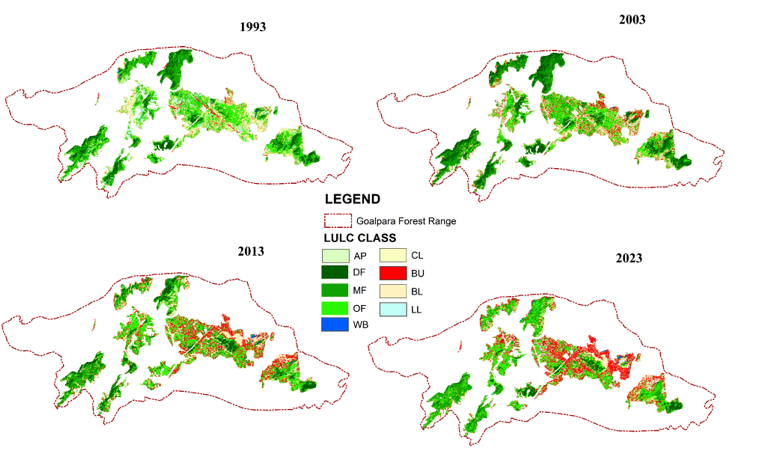 1993
2003
LEGEND
Goalpara Forest Range
LULC CLASS
AP
CL
DF
BU
MF
BL
OF
LL
WB
2013
2023